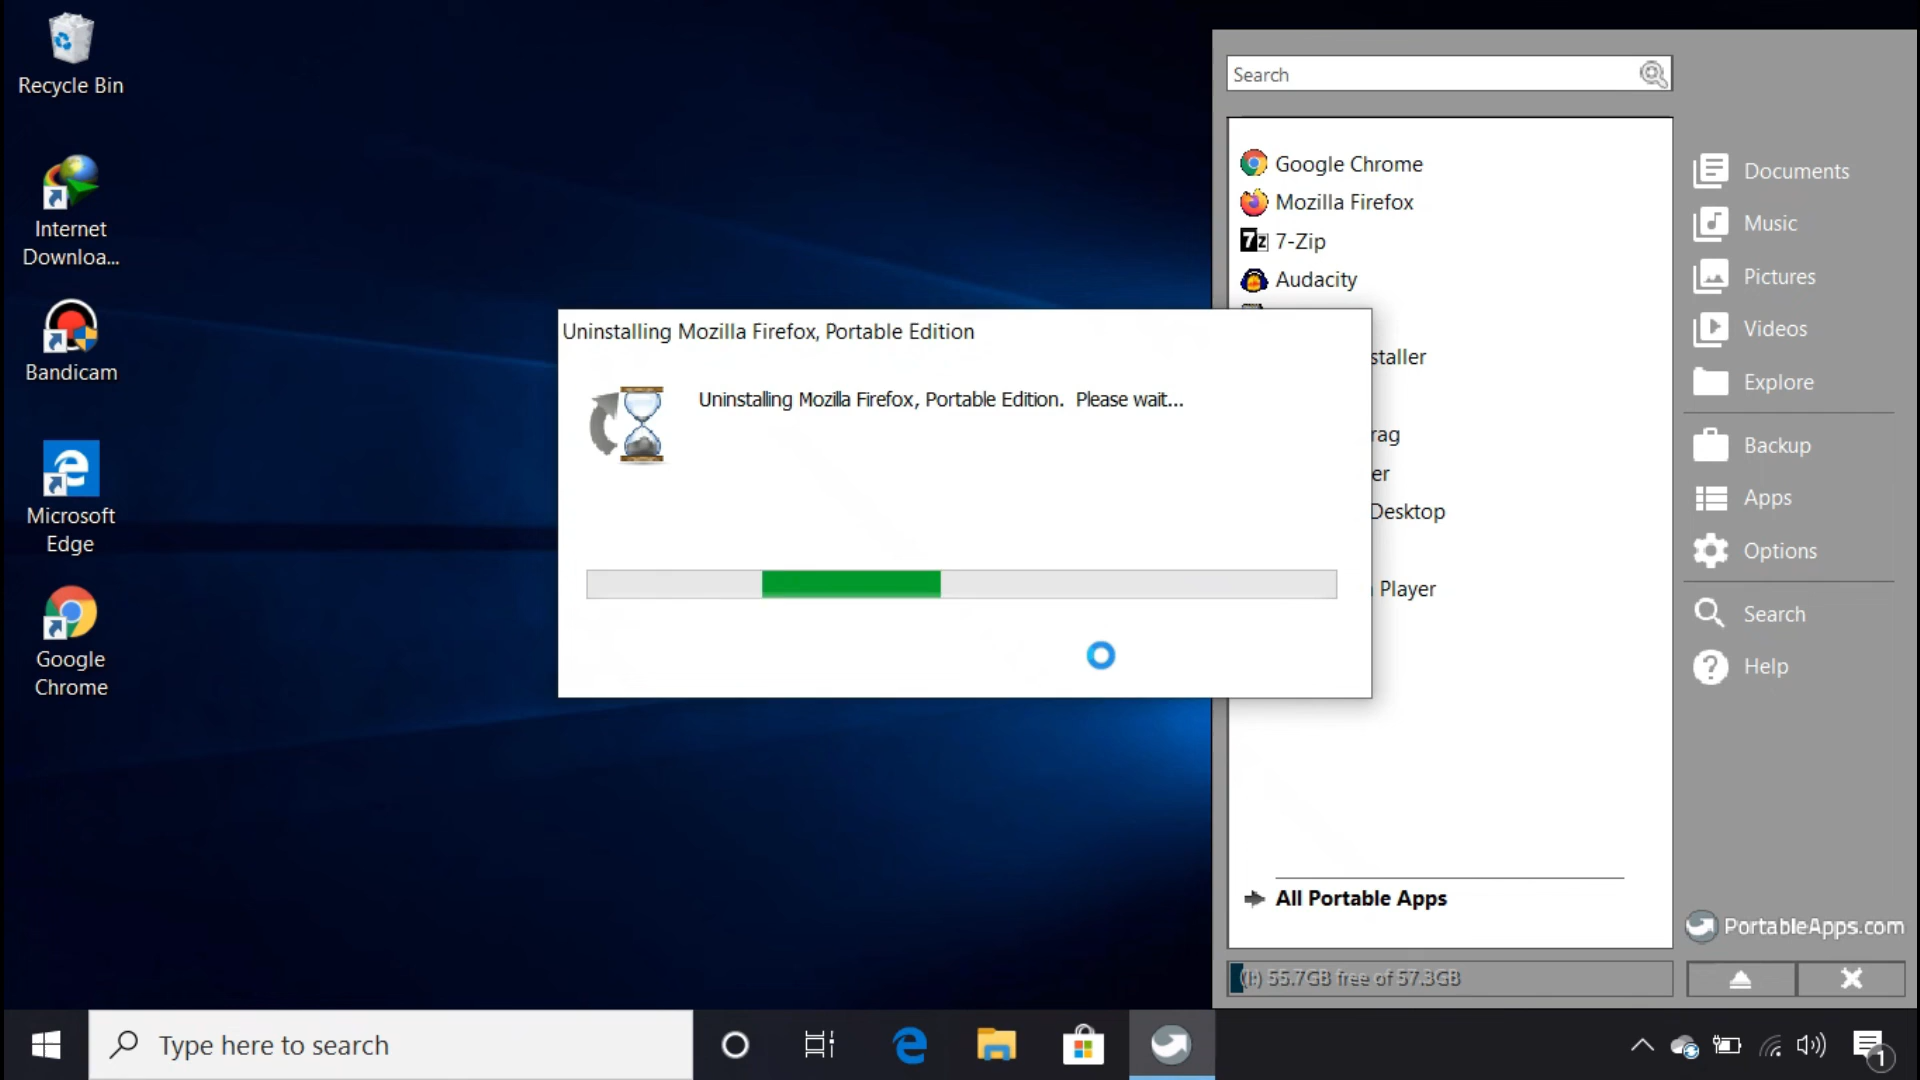 Recycle Bin
Internet
Downloa...
Bandicam
Microsoft
Edge
Google
Chrome
Uninstalling Mozilla Firefox, Portable Edition
Uninstalling Mozilla Firefox, Portable Edition.  Please wait...
Search
Google Chrome
Mozilla Firefox
7z 7-Zip
Audacity
staller
rag
er
Desktop
Player
All Portable Apps
(I:) 55.7GB free of 57.3GB
Documents
Music
Pictures
Videos
Explore
Backup
Apps
Options
Search
? Help
PortableApps.com
Type here to search
1